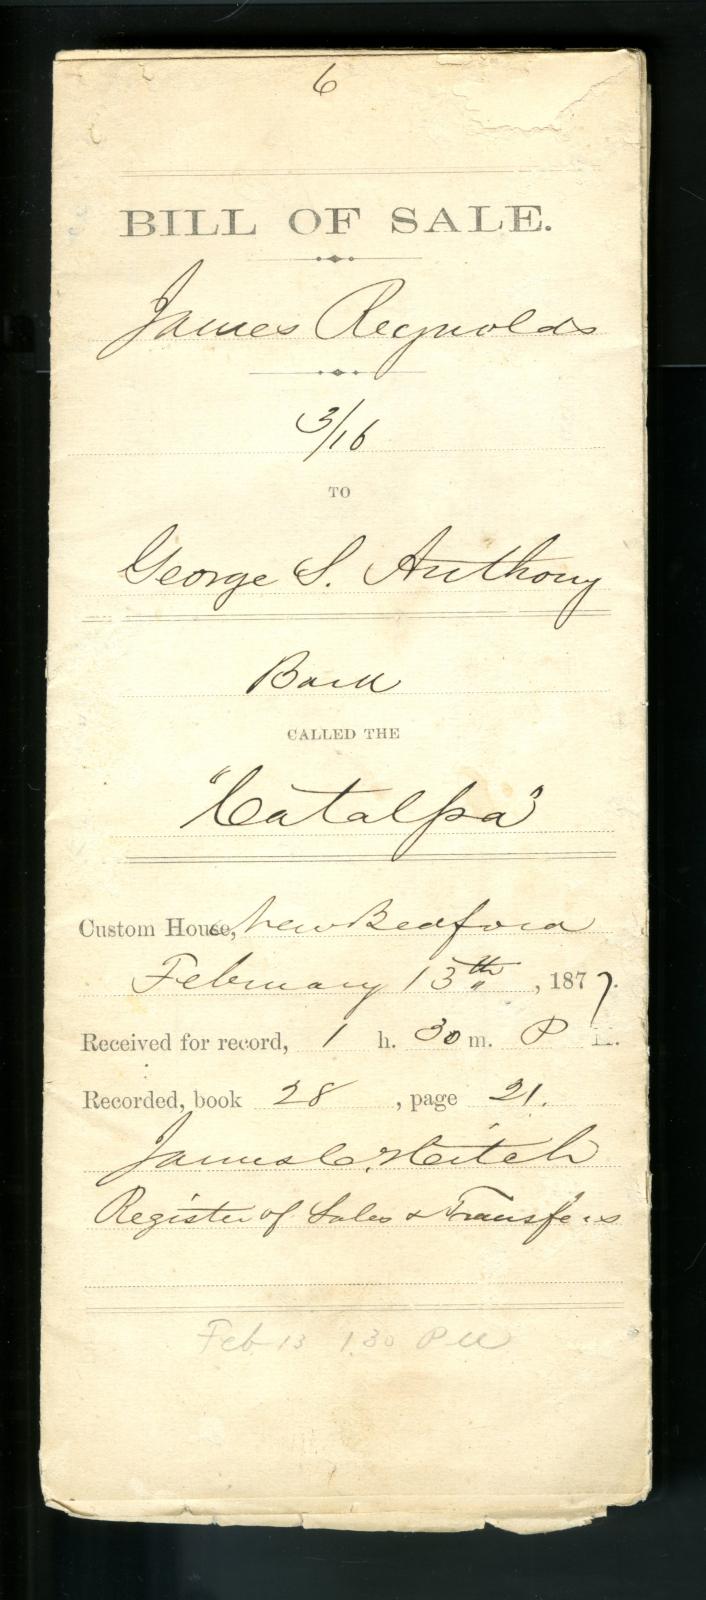 6
BILL OF SALE.
James Reynolds
3/16
TO
George S. Anthony
Bark
CALLED THE
"Catalpa"
Custom House, New Bedford
February 13th, 1877.
Received for record, 1 h. 30 m. P M.
Recorded, book 28, page 21.
James C. Hitch
Register of Sales & Transfers
Feb 13 1.30 PM